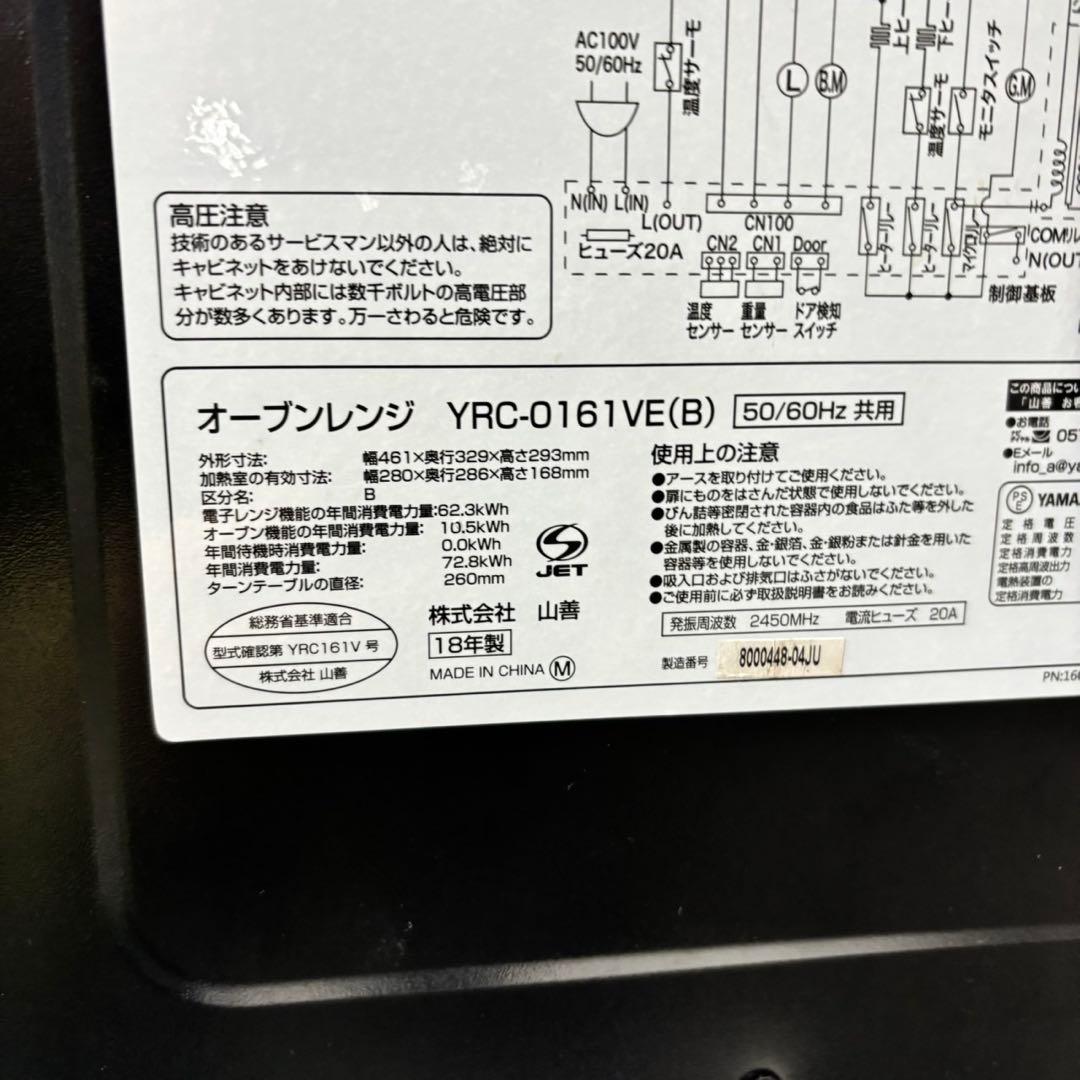 AC100V
50/60Hz
温度サーモ
L
B.M
上ヒー
下ヒー
温度サーモ
モニタスイッチ
G.M
N(IN) L(IN)
L(OUT)
CN100
ヒューズ20A
CN2 CN1 Door
温度センサー
重量センサー
ドア検知スイッチ
ヒーターリレー
ヒーターリレー
COMリレ
N(OUT
制御基板
高圧注意
技術のあるサービスマン以外の人は、絶対に
キャビネットをあけないでください。
キャビネット内部には数千ボルトの高電圧部
分が数多くあります。万一さわると危険です。
オーブンレンジ YRC-0161VE(B) 50/60Hz 共用
外形寸法: 幅461×奥行329×高さ293mm
加熱室の有効寸法: 幅280×奥行286×高さ168mm
区分名: B
電子レンジ機能の年間消費電力量:62.3kWh
オーブン機能の年間消費電力量: 10.5kWh
年間待機時消費電力量: 0.0kWh
年間消費電力量: 72.8kWh
ターンテーブルの直径: 260mm
JET
総務省基準適合
型式確認第 YRC161V 号
株式会社 山善
株式会社 山善
18年製
MADE IN CHINA M
使用上の注意
●アースを取り付けてご使用ください。
●扉にものをはさんだ状態で使用しないでください。
●びん詰等密閉された容器内の食品はふた等を外した
後に加熱してください。
●金属製の容器、金・銀箔、金・銀粉または針金を用いた
容器等を使用しないでください。
●吸入口および排気口はふさがないでください。
●ご使用前に必ず取扱説明書をお読みください。
発振周波数 2450MHz 電流ヒューズ 20A
製造番号 8000448-04JU
この商品につい
「山善 お
●お電話
057
●Eメール
info_a@ya
PSE YAMA
定格電圧
定格周波数
定格消費電力
定格高周波出力
電熱装置の
定格消費電力
PN:166